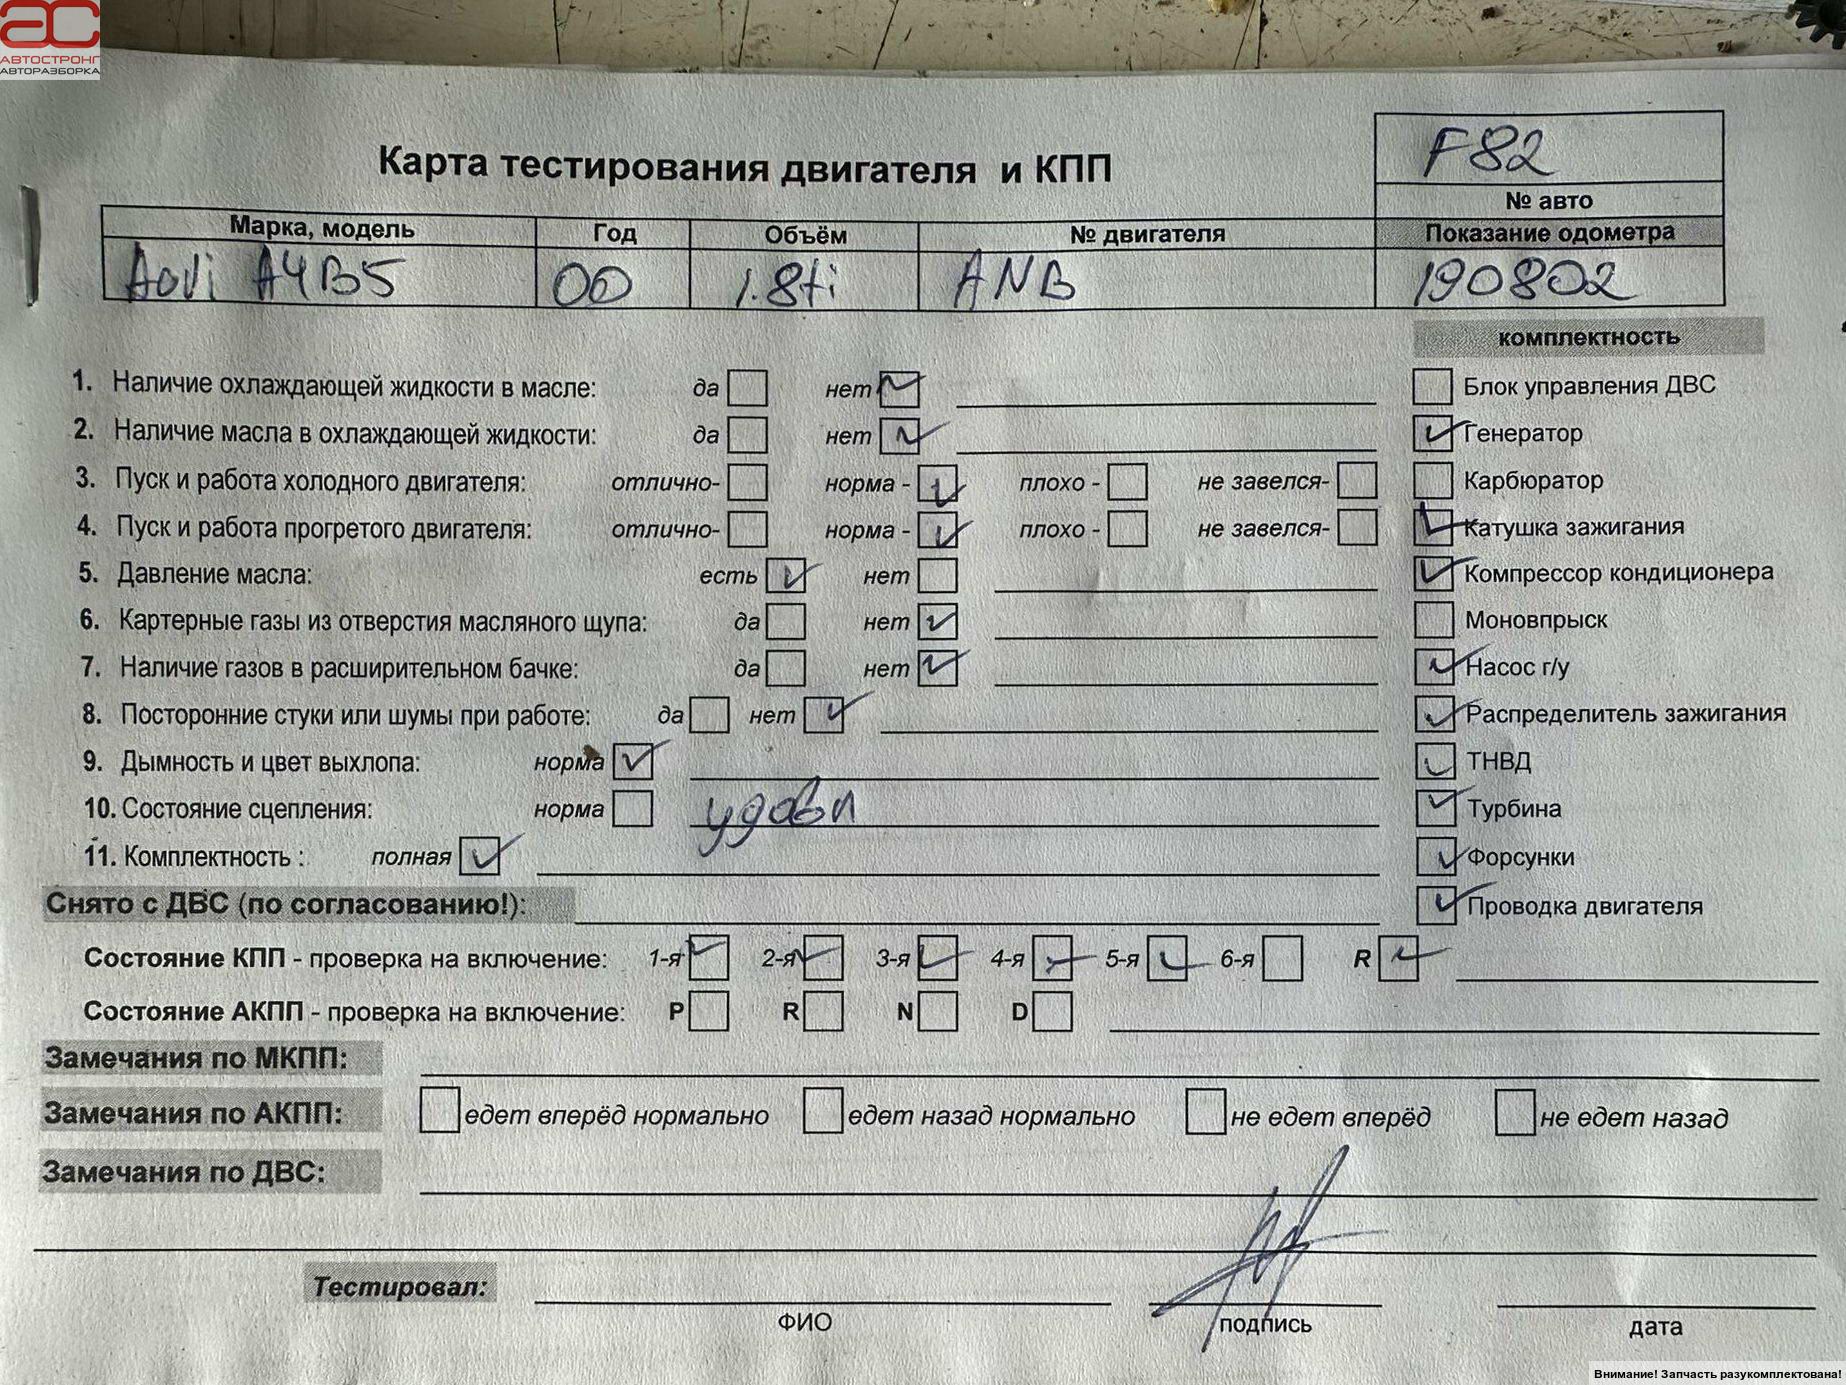 ac
АВТОСТРОНГ
АВТОРАЗБОРКА
F82
Карта тестирования двигателя и КПП
№ авто
Марка, модель Год Объём № двигателя Показание одометра
Aovi A4B5 00 1.8ti ANB 190802
комплектность
1. Наличие охлаждающей жидкости в масле: да нет Блок управления ДВС
2. Наличие масла в охлаждающей жидкости: да нет Генератор
3. Пуск и работа холодного двигателя: отлично- норма - плохо - не завелся- Карбюратор
4. Пуск и работа прогретого двигателя: отлично- норма - плохо - не завелся- Катушка зажигания
5. Давление масла: есть нет Компрессор кондиционера
6. Картерные газы из отверстия масляного щупа: да нет Моновпрыск
7. Наличие газов в расширительном бачке: да нет Насос г/у
8. Посторонние стуки или шумы при работе: да нет Распределитель зажигания
9. Дымность и цвет выхлопа: норма ТНВД
10. Состояние сцепления: норма удовл Турбина
11. Комплектность : полная Форсунки
Снято с ДВС (по согласованию!): Проводка двигателя
Состояние КПП - проверка на включение: 1-я 2-я 3-я 4-я 5-я 6-я R
Состояние АКПП - проверка на включение: P R N D
Замечания по МКПП:
Замечания по АКПП: едет вперёд нормально едет назад нормально не едет вперёд не едет назад
Замечания по ДВС:
Тестировал:
ФИО подпись дата
Внимание! Запчасть разукомплектована!